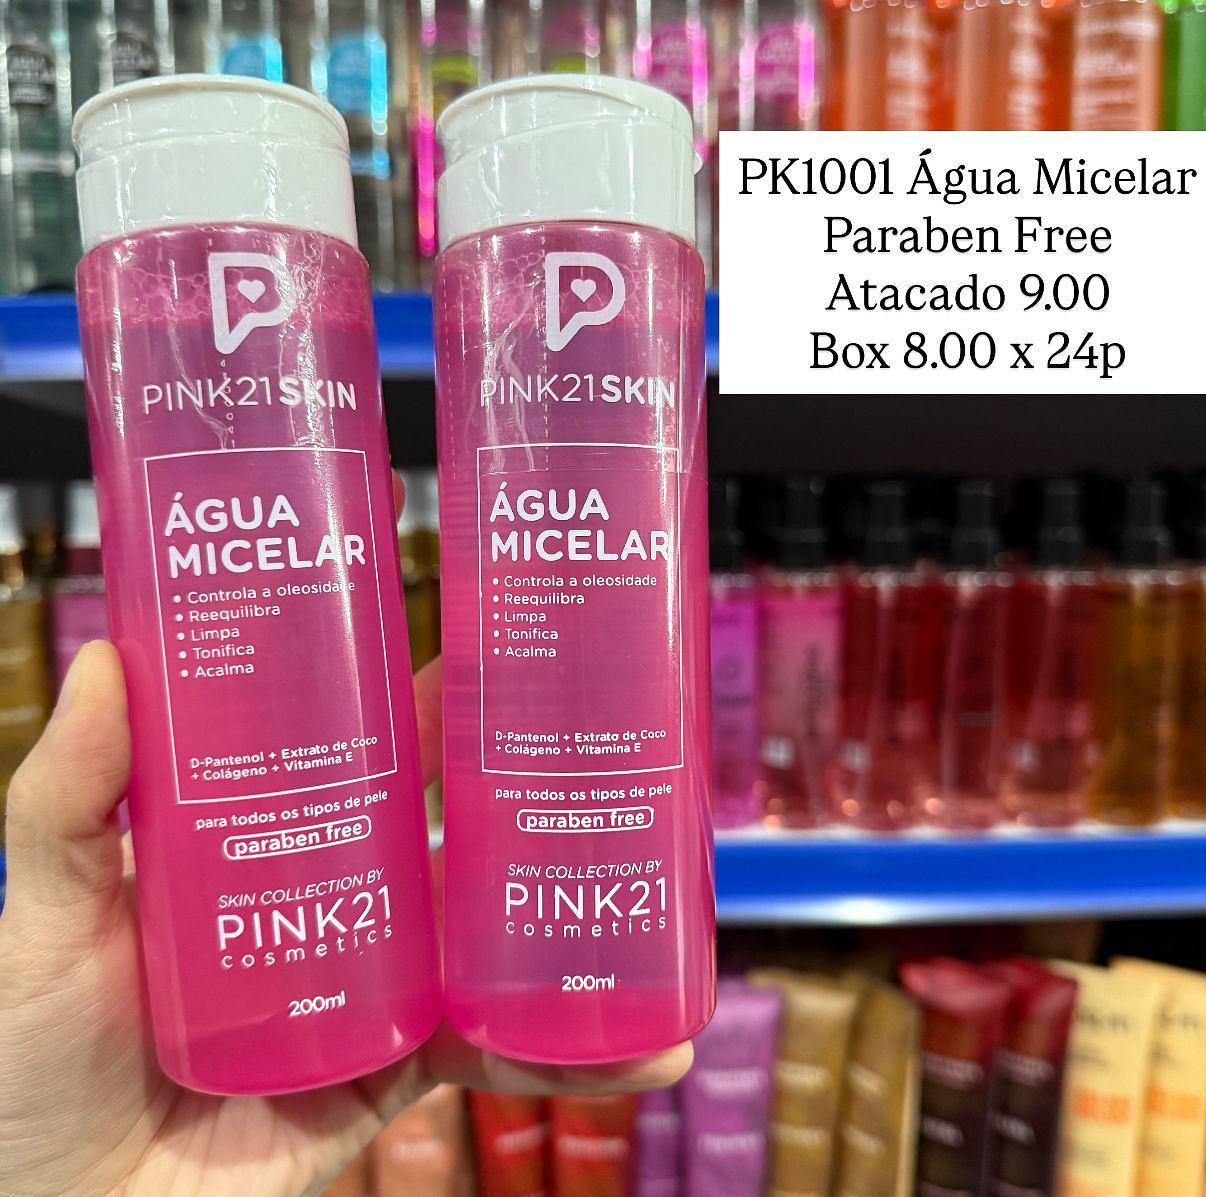 PK1001 Água Micelar
Paraben Free
Atacado 9.00
Box 8.00 x 24p
PINK21SKIN
ÁGUA
MICELAR
• Controla a oleosidade
• Reequilibra
• Limpa
• Tonifica
• Acalma
D-Pantenol + Extrato de Coco
+ Colágeno + Vitamina E
para todos os tipos de pele
paraben free
SKIN COLLECTION BY
PINK21
cosmetics
200ml
PINK21SKIN
ÁGUA
MICELAR
• Controla a oleosidade
• Reequilibra
• Limpa
• Tonifica
• Acalma
D-Pantenol + Extrato de Coco
+ Colágeno + Vitamina E
para todos os tipos de pele
paraben free
SKIN COLLECTION BY
PINK21
cosmetics
200ml